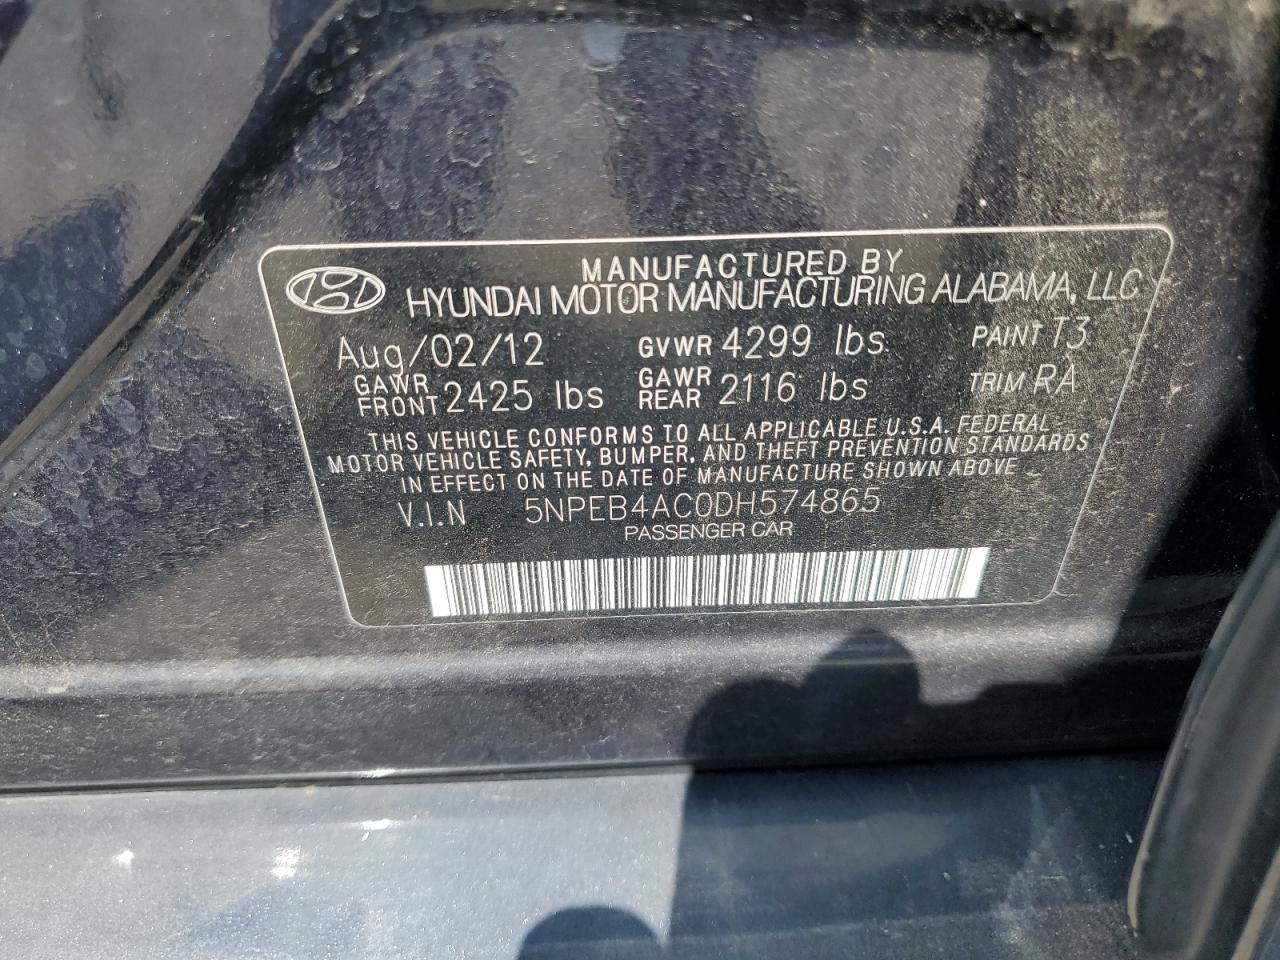 MANUFACTURED BY
HYUNDAI MOTOR MANUFACTURING ALABAMA, LLC
Aug/02/12 GVWR 4299 lbs PAINT T3
GAWR FRONT 2425 lbs GAWR REAR 2116 lbs TRIM RA
THIS VEHICLE CONFORMS TO ALL APPLICABLE U.S.A. FEDERAL
MOTOR VEHICLE SAFETY, BUMPER, AND THEFT PREVENTION STANDARDS
IN EFFECT ON THE DATE OF MANUFACTURE SHOWN ABOVE
V.I.N 5NPEB4AC0DH574865
PASSENGER CAR